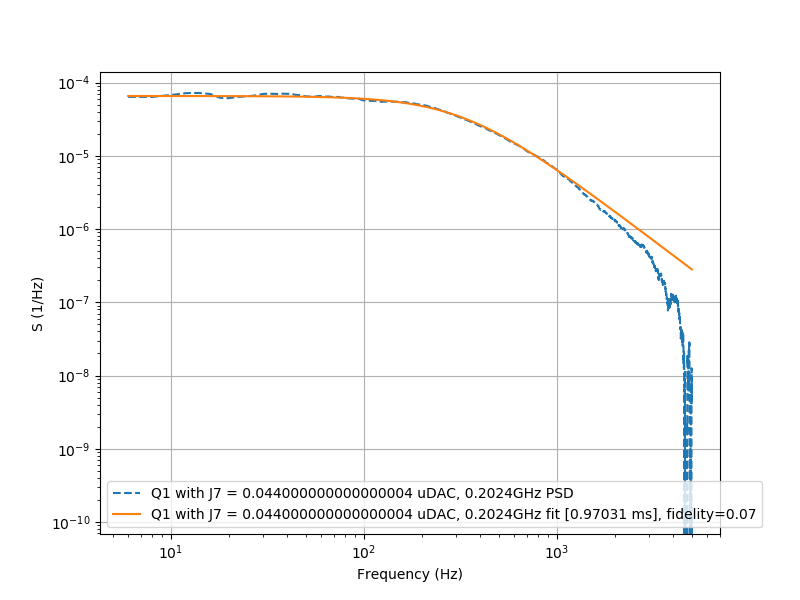 10⁻⁴
10⁻⁵
10⁻⁶
10⁻⁷
10⁻⁸
10⁻⁹
10⁻¹⁰
S (1/Hz)
Q1 with J7 = 0.044000000000000004 uDAC, 0.2024GHz PSD
Q1 with J7 = 0.044000000000000004 uDAC, 0.2024GHz fit [0.97031 ms], fidelity=0.07
10¹ 10² 10³
Frequency (Hz)